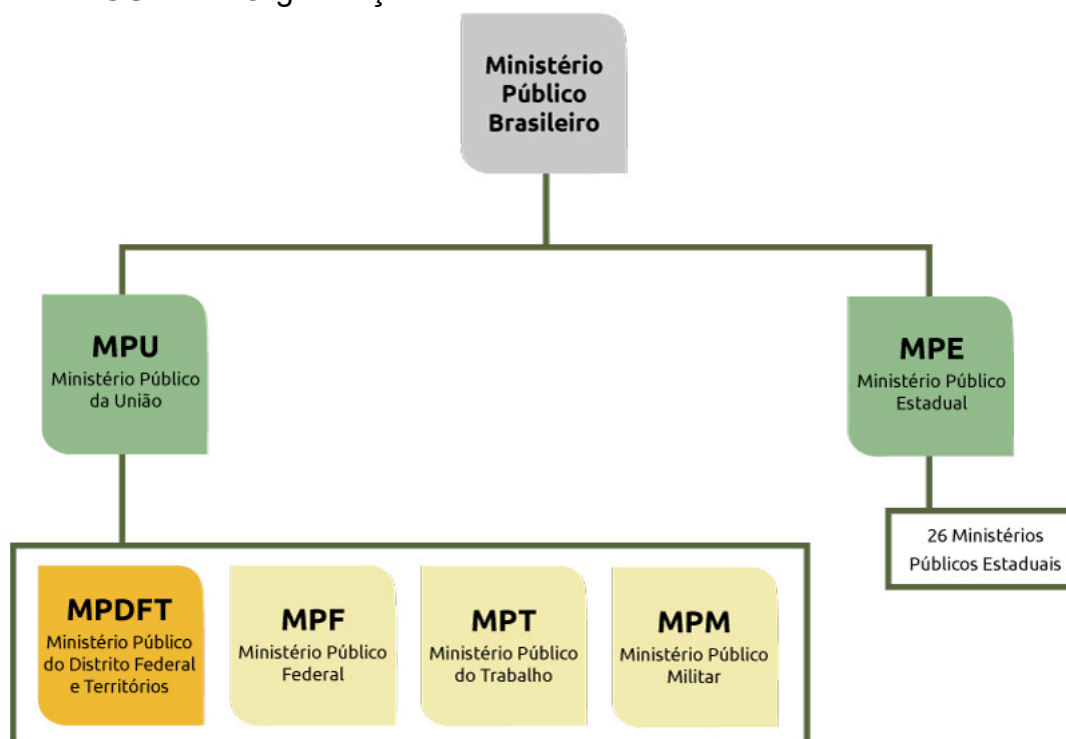 Ministério
Público
Brasileiro
MPU
Ministério Público
da União
MPE
Ministério Público
Estadual
26 Ministérios
Públicos Estaduais
MPDFT
Ministério Público
do Distrito Federal
e Territórios
MPF
Ministério Público
Federal
MPT
Ministério Público
do Trabalho
MPM
Ministério Público
Militar